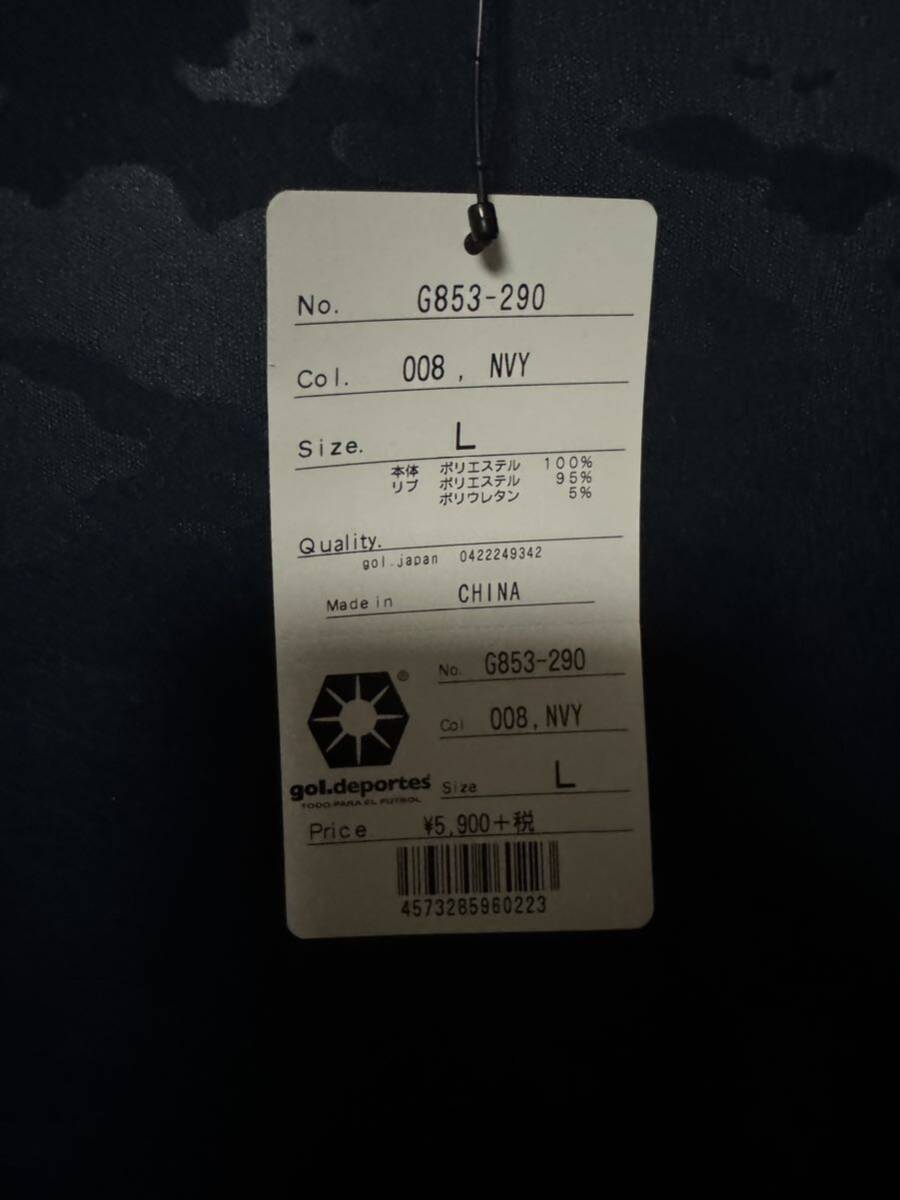 No. G853-290
Col. 008 , NVY
Size. L
本体 ポリエステル 100%
リブ ポリエステル 95%
ポリウレタン 5%
Quality.
gol.japan 0422249342
Made in CHINA
No. G853-290
Col 008,NVY
Size L
®
gol.deportes
TODO PARA EL FUTBOL
Price ¥5,900+税
4573285960223